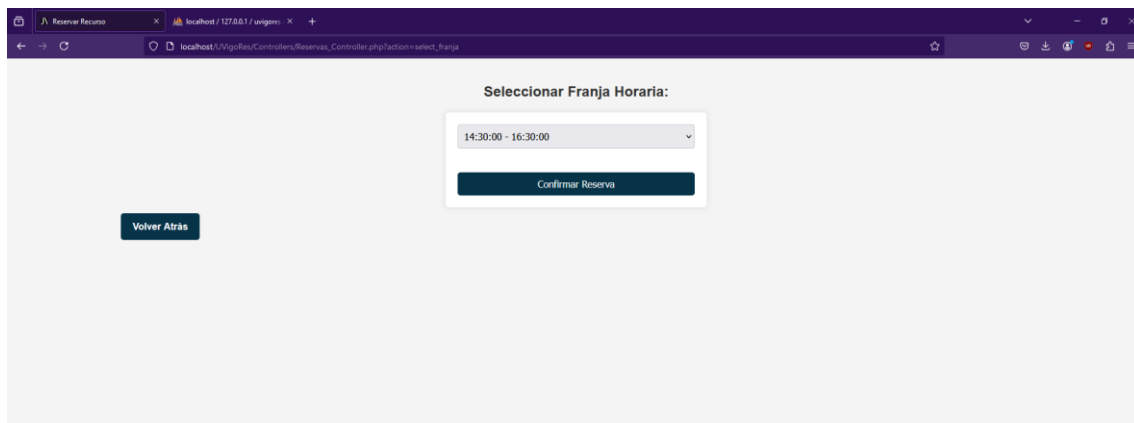 Reservar Recurso
localhost / 127.0.0.1 / uvigores
localhost/UVigoRes/Controllers/Reservas_Controller.php?action=select_franja
Seleccionar Franja Horaria:
14:30:00 - 16:30:00
Confirmar Reserva
Volver Atrás